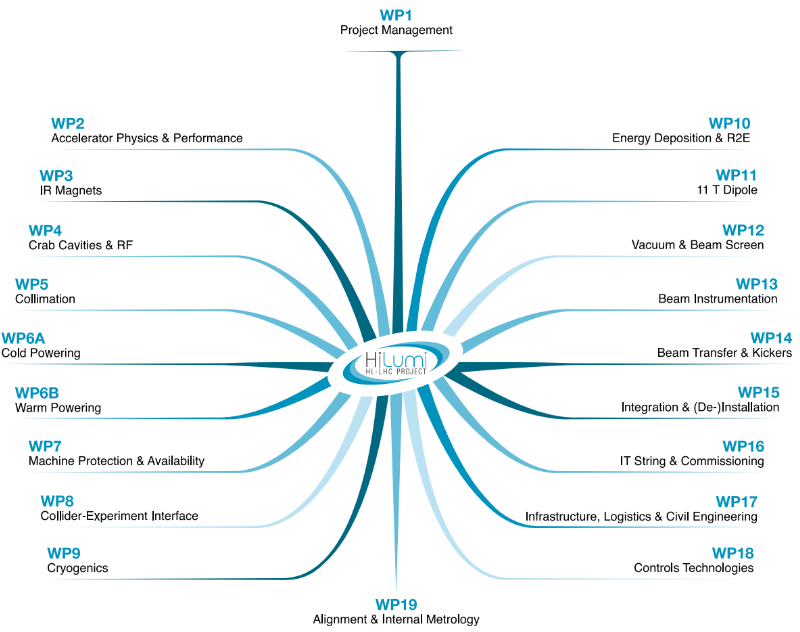 WP1
Project Management
WP2
Accelerator Physics & Performance
WP3
IR Magnets
WP4
Crab Cavities & RF
WP5
Collimation
WP6A
Cold Powering
WP6B
Warm Powering
WP7
Machine Protection & Availability
WP8
Collider-Experiment Interface
WP9
Cryogenics
HiLumi
HL-LHC PROJECT
WP10
Energy Deposition & R2E
WP11
11 T Dipole
WP12
Vacuum & Beam Screen
WP13
Beam Instrumentation
WP14
Beam Transfer & Kickers
WP15
Integration & (De-)Installation
WP16
IT String & Commissioning
WP17
Infrastructure, Logistics & Civil Engineering
WP18
Controls Technologies
WP19
Alignment & Internal Metrology